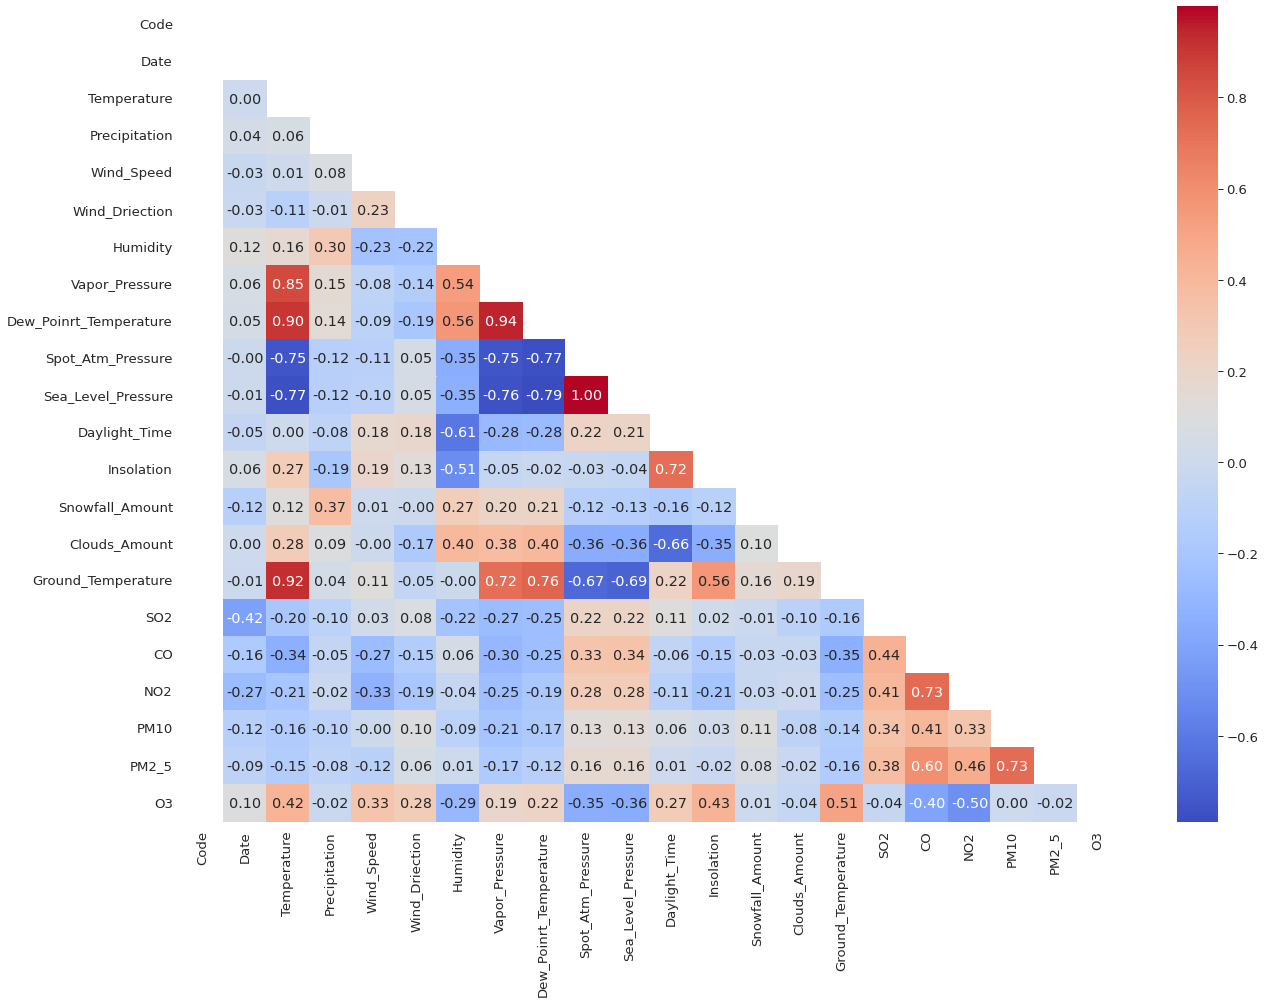 Code
Date
Temperature 0.00
Precipitation 0.04 0.06
Wind_Speed -0.03 0.01 0.08
Wind_Driection -0.03 -0.11 -0.01 0.23
Humidity 0.12 0.16 0.30 -0.23 -0.22
Vapor_Pressure 0.06 0.85 0.15 -0.08 -0.14 0.54
Dew_Poinrt_Temperature 0.05 0.90 0.14 -0.09 -0.19 0.56 0.94
Spot_Atm_Pressure -0.00 -0.75 -0.12 -0.11 0.05 -0.35 -0.75 -0.77
Sea_Level_Pressure -0.01 -0.77 -0.12 -0.10 0.05 -0.35 -0.76 -0.79 1.00
Daylight_Time -0.05 0.00 -0.08 0.18 0.18 -0.61 -0.28 -0.28 0.22 0.21
Insolation 0.06 0.27 -0.19 0.19 0.13 -0.51 -0.05 -0.02 -0.03 -0.04 0.72
Snowfall_Amount -0.12 0.12 0.37 0.01 -0.00 0.27 0.20 0.21 -0.12 -0.13 -0.16 -0.12
Clouds_Amount 0.00 0.28 0.09 -0.00 -0.17 0.40 0.38 0.40 -0.36 -0.36 -0.66 -0.35 0.10
Ground_Temperature -0.01 0.92 0.04 0.11 -0.05 -0.00 0.72 0.76 -0.67 -0.69 0.22 0.56 0.16 0.19
SO2 -0.42 -0.20 -0.10 0.03 0.08 -0.22 -0.27 -0.25 0.22 0.22 0.11 0.02 -0.01 -0.10 -0.16
CO -0.16 -0.34 -0.05 -0.27 -0.15 0.06 -0.30 -0.25 0.33 0.34 -0.06 -0.15 -0.03 -0.03 -0.35 0.44
NO2 -0.27 -0.21 -0.02 -0.33 -0.19 -0.04 -0.25 -0.19 0.28 0.28 -0.11 -0.21 -0.03 -0.01 -0.25 0.41 0.73
PM10 -0.12 -0.16 -0.10 -0.00 0.10 -0.09 -0.21 -0.17 0.13 0.13 0.06 0.03 0.11 -0.08 -0.14 0.34 0.41 0.33
PM2_5 -0.09 -0.15 -0.08 -0.12 0.06 0.01 -0.17 -0.12 0.16 0.16 0.01 -0.02 0.08 -0.02 -0.16 0.38 0.60 0.46 0.73
O3 0.10 0.42 -0.02 0.33 0.28 -0.29 0.19 0.22 -0.35 -0.36 0.27 0.43 0.01 -0.04 0.51 -0.04 -0.40 -0.50 0.00 -0.02
Code
Date
Temperature
Precipitation
Wind_Speed
Wind_Driection
Humidity
Vapor_Pressure
Dew_Poinrt_Temperature
Spot_Atm_Pressure
Sea_Level_Pressure
Daylight_Time
Insolation
Snowfall_Amount
Clouds_Amount
Ground_Temperature
SO2
CO
NO2
PM10
PM2_5
O3
0.8
0.6
0.4
0.2
0.0
−0.2
−0.4
−0.6